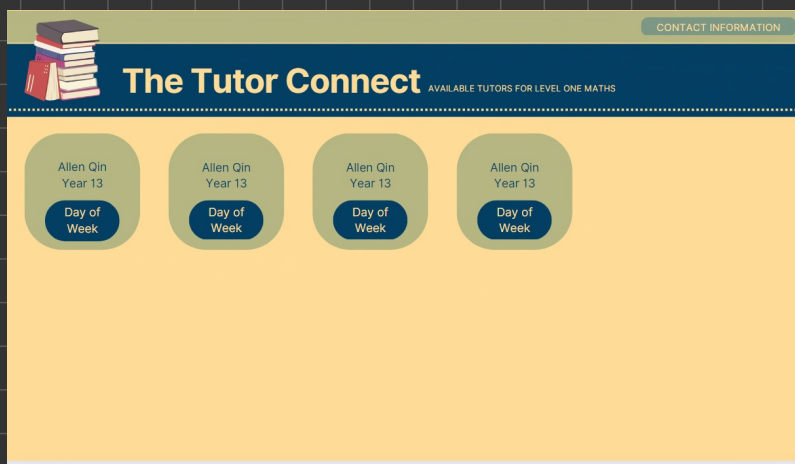 CONTACT INFORMATION
The Tutor Connect AVAILABLE TUTORS FOR LEVEL ONE MATHS
Allen Qin
Year 13
Day of
Week
Allen Qin
Year 13
Day of
Week
Allen Qin
Year 13
Day of
Week
Allen Qin
Year 13
Day of
Week